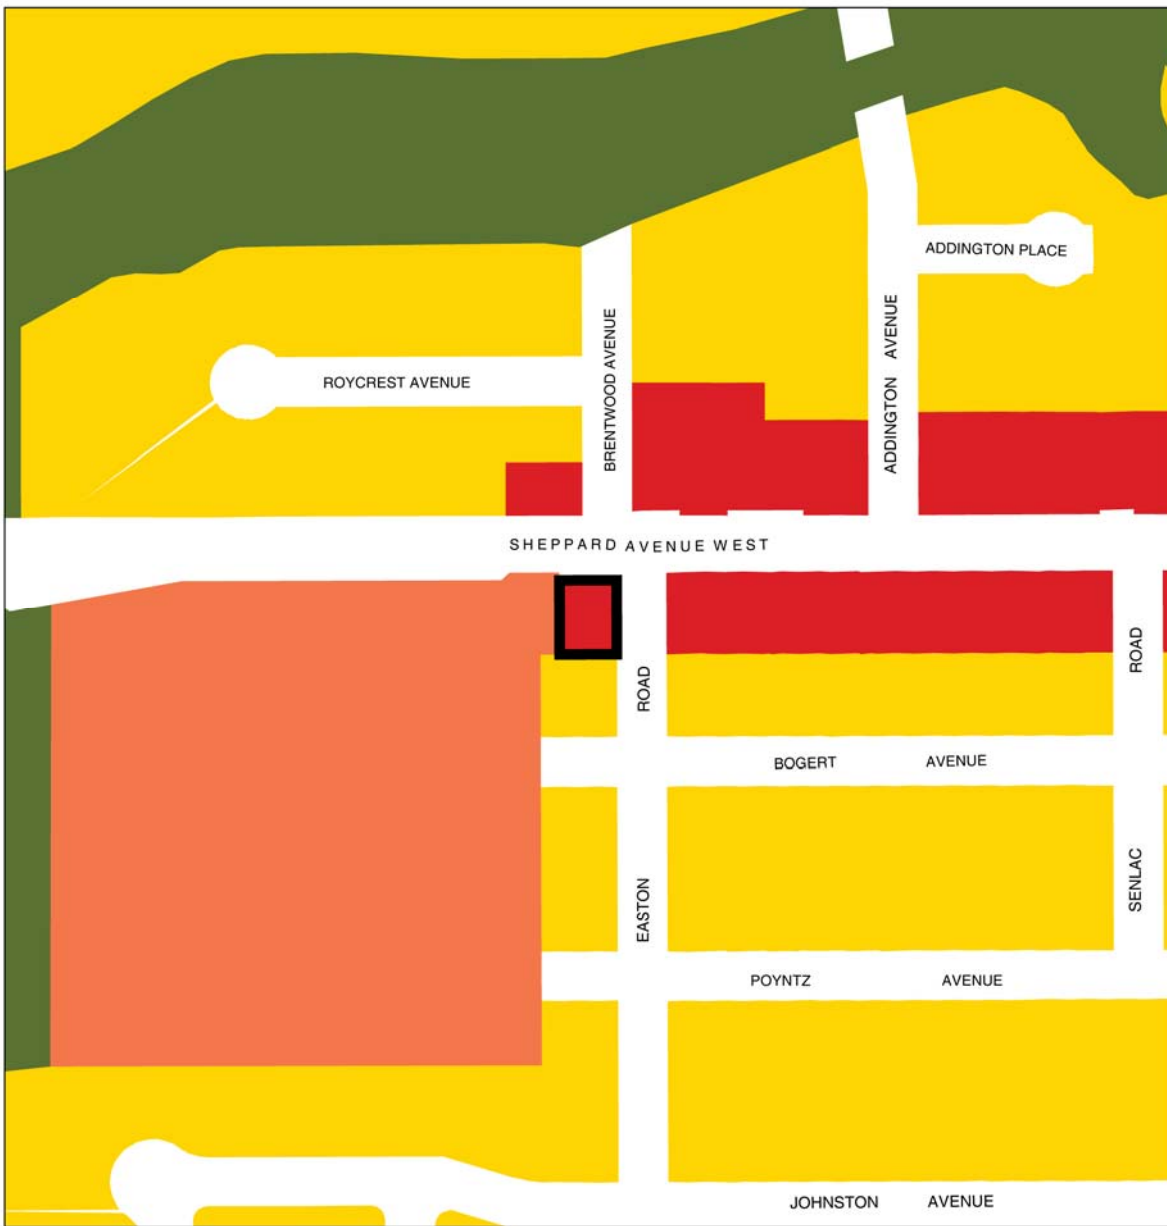 ADDINGTON PLACE
ADDINGTON AVENUE
BRENTWOOD AVENUE
ROYCREST AVENUE
SHEPPARD AVENUE WEST
EASTON ROAD
SENLAC ROAD
BOGERT AVENUE
POYNTZ AVENUE
JOHNSTON AVENUE